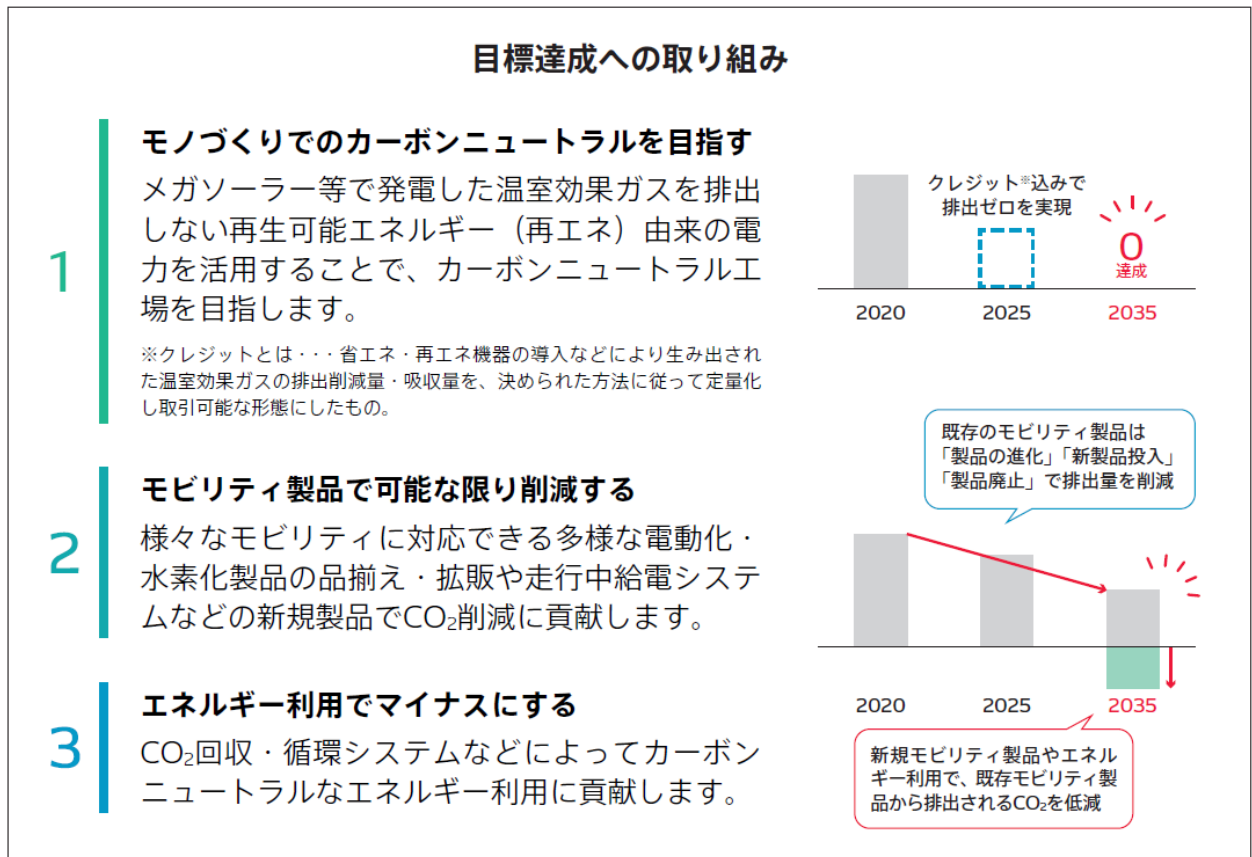 目標達成への取り組み
1
モノづくりでのカーボンニュートラルを目指す
メガソーラー等で発電した温室効果ガスを排出
しない再生可能エネルギー（再エネ）由来の電
力を活用することで、カーボンニュートラル工
場を目指します。
※クレジットとは・・・省エネ・再エネ機器の導入などにより生み出され
た温室効果ガスの排出削減量・吸収量を、決められた方法に従って定量化
し取引可能な形態にしたもの。
クレジット※込みで
排出ゼロを実現
0
達成
2020 2025 2035
2
モビリティ製品で可能な限り削減する
様々なモビリティに対応できる多様な電動化・
水素化製品の品揃え・拡販や走行中給電システ
ムなどの新規製品でCO₂削減に貢献します。
既存のモビリティ製品は
「製品の進化」「新製品投入」
「製品廃止」で排出量を削減
2020 2025 2035
3
エネルギー利用でマイナスにする
CO₂回収・循環システムなどによってカーボン
ニュートラルなエネルギー利用に貢献します。
新規モビリティ製品やエネル
ギー利用で、既存モビリティ製
品から排出されるCO₂を低減